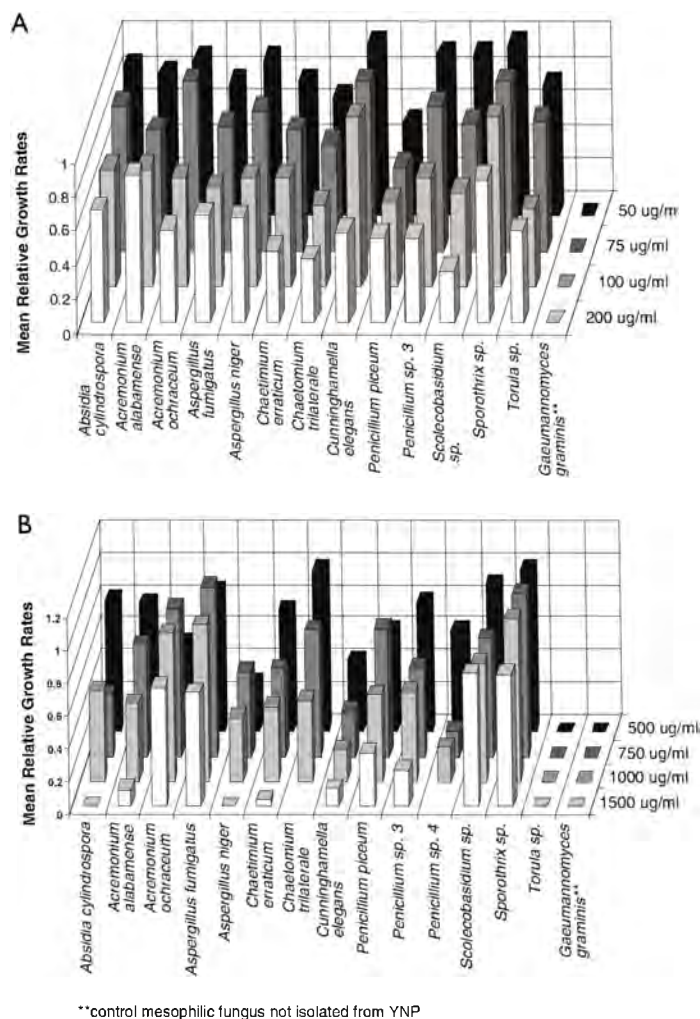 A
Mean Relative Growth Rates
1
0.8
0.6
0.4
0.2
0
50 ug/m
75 ug/ml
100 ug/ml
200 ug/ml
Absidia
cylindrospora
Acremonium
alabamense
Acremonium
ochraceum
Aspergillus
fumigatus
Aspergillus niger
Chaetimium
erraticum
Chaetomium
trilaterale
Cunninghamella
elegans
Penicillium piceum
Penicillium sp. 3
Scolecobasidium
sp.
Sporothrix sp.
Torula sp.
Gaeumannomyces
graminis**
B
Mean Relative Growth Rates
1.2
1
0.8
0.6
0.4
0.2
0
500 ug/ml
750 ug/ml
1000 ug/ml
1500 ug/ml
Absidia cylindrospora
Acremonium
alabamense
Acremonium
ochraceum
Aspergillus fumigatus
Aspergillus niger
Chaetimium
erraticum
Chaetomium
trilaterale
Cunninghamella
elegans
Penicillium piceum
Penicillium sp. 3
Penicillium sp. 4
Scolecobasidium sp.
Sporothrix sp.
Torula sp.
Gaeumannomyces
graminis**
**control mesophilic fungus not isolated from YNP